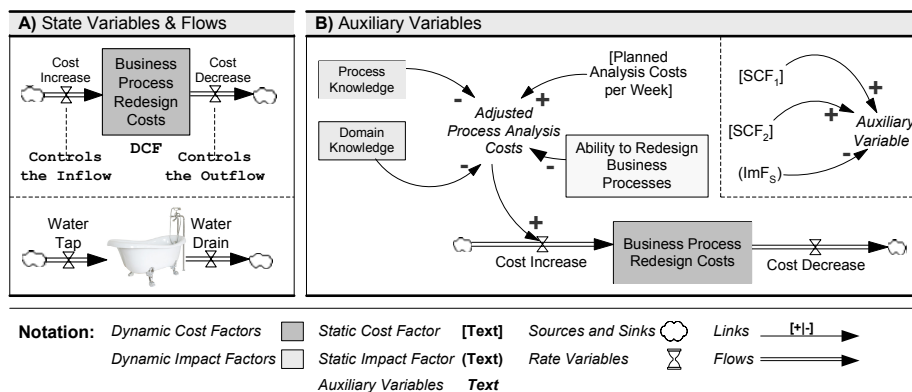 A) State Variables & Flows
Cost
Increase
Business
Process
Redesign
Costs
Cost
Decrease
DCF
Controls
the Inflow
Controls
the Outflow
Water
Tap
Water
Drain
B) Auxiliary Variables
Process
Knowledge
-
Domain
Knowledge
-
Adjusted
Process Analysis
Costs
+
[Planned
Analysis Costs
per Week]
-
Ability to Redesign
Business
Processes
+
Cost Increase
Business Process
Redesign Costs
Cost Decrease
[SCF1]
+
[SCF2]
+
Auxiliary
Variable
-
(ImFS)
Notation:
Dynamic Cost Factors
Static Cost Factor [Text]
Sources and Sinks
Links [+|-]
Dynamic Impact Factors
Static Impact Factor (Text)
Rate Variables
Flows
Auxiliary Variables Text